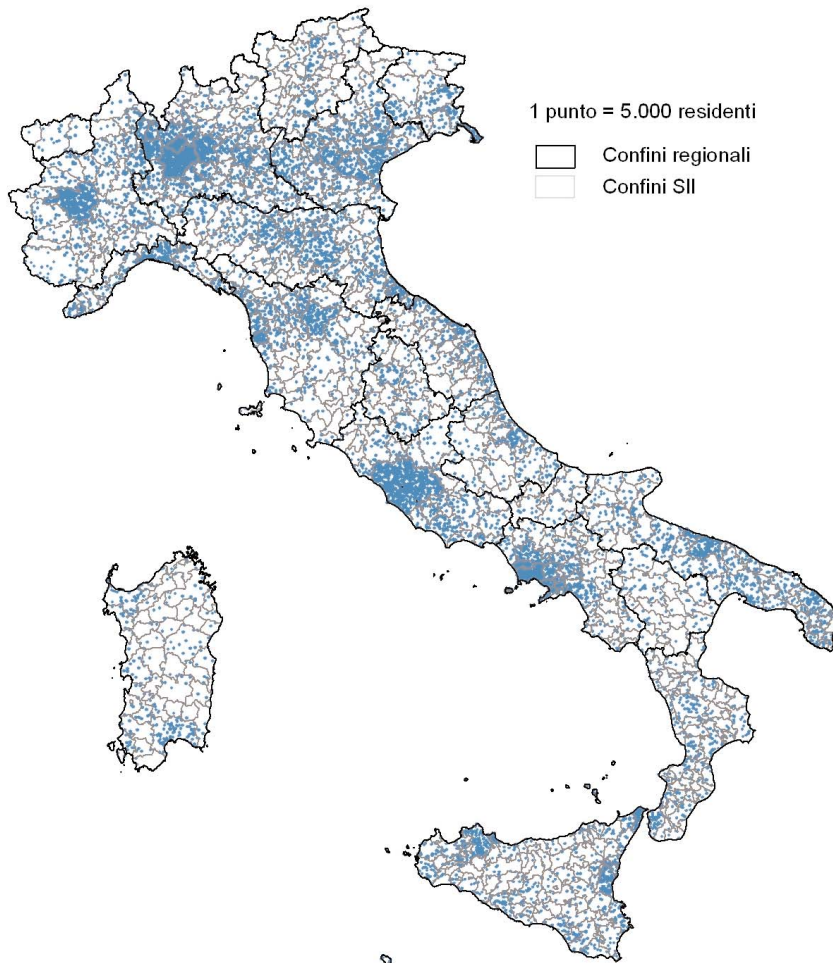 1 punto = 5.000 residenti
Confini regionali
Confini SII